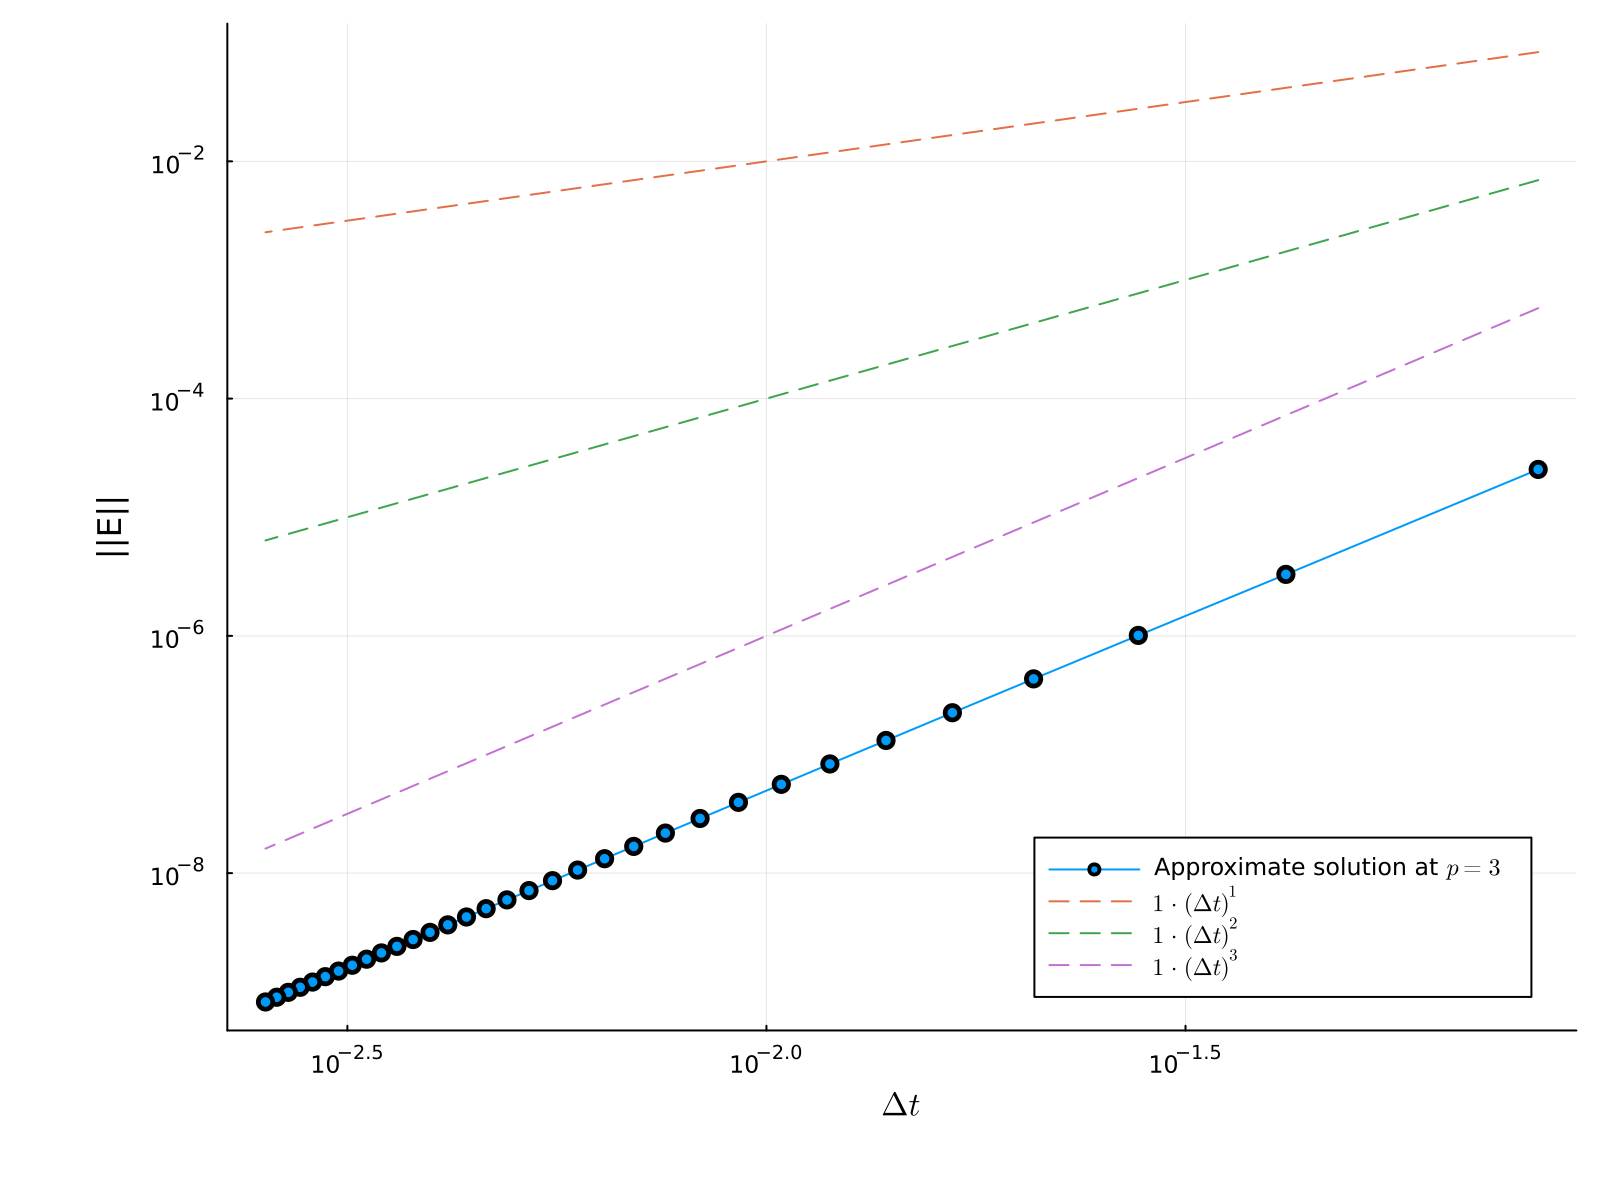 10⁻²
10⁻⁴
10⁻⁶
10⁻⁸
||E||
10⁻²·⁵
10⁻²·⁰
10⁻¹·⁵
Δt
Approximate solution at p = 3
1 · (Δt)¹
1 · (Δt)²
1 · (Δt)³